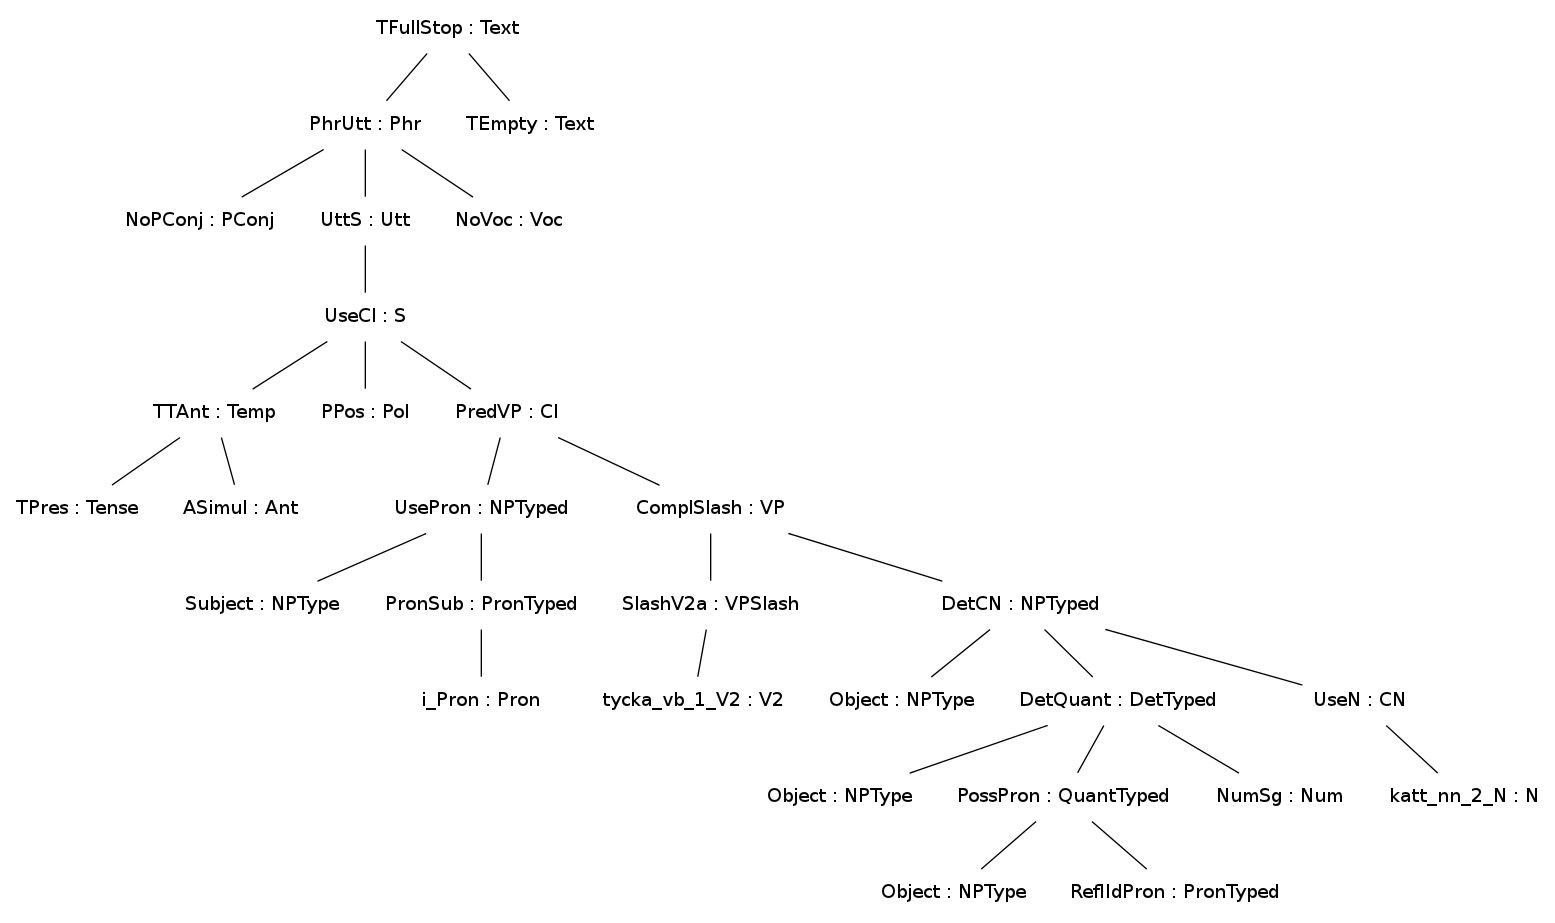 TFullStop : Text
PhrUtt : Phr TEmpty : Text
NoPConj : PConj UttS : Utt NoVoc : Voc
UseCl : S
TTAnt : Temp PPos : Pol PredVP : Cl
TPres : Tense ASimul : Ant UsePron : NPTyped ComplSlash : VP
Subject : NPType PronSub : PronTyped SlashV2a : VPSlash DetCN : NPTyped
i_Pron : Pron tycka_vb_1_V2 : V2 Object : NPType DetQuant : DetTyped UseN : CN
Object : NPType PossPron : QuantTyped NumSg : Num katt_nn_2_N : N
Object : NPType ReflIdPron : PronTyped